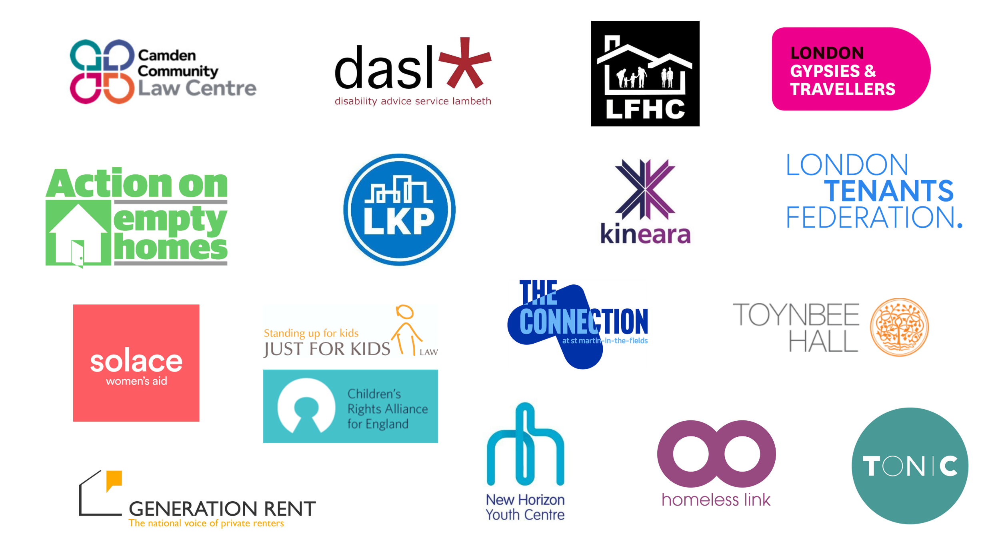 Camden
Community
Law Centre
dasl
disability advice service lambeth
LFHC
LONDON
GYPSIES &
TRAVELLERS
Action on
empty
homes
LKP
kineara
LONDON
TENANTS
FEDERATION.
solace
women's aid
Standing up for kids
JUST FOR KIDS LAW
Children's
Rights Alliance
for England
THE
CONNECTION
at st martin-in-the-fields
TOYNBEE
HALL
GENERATION RENT
The national voice of private renters
New Horizon
Youth Centre
homeless link
TONIC